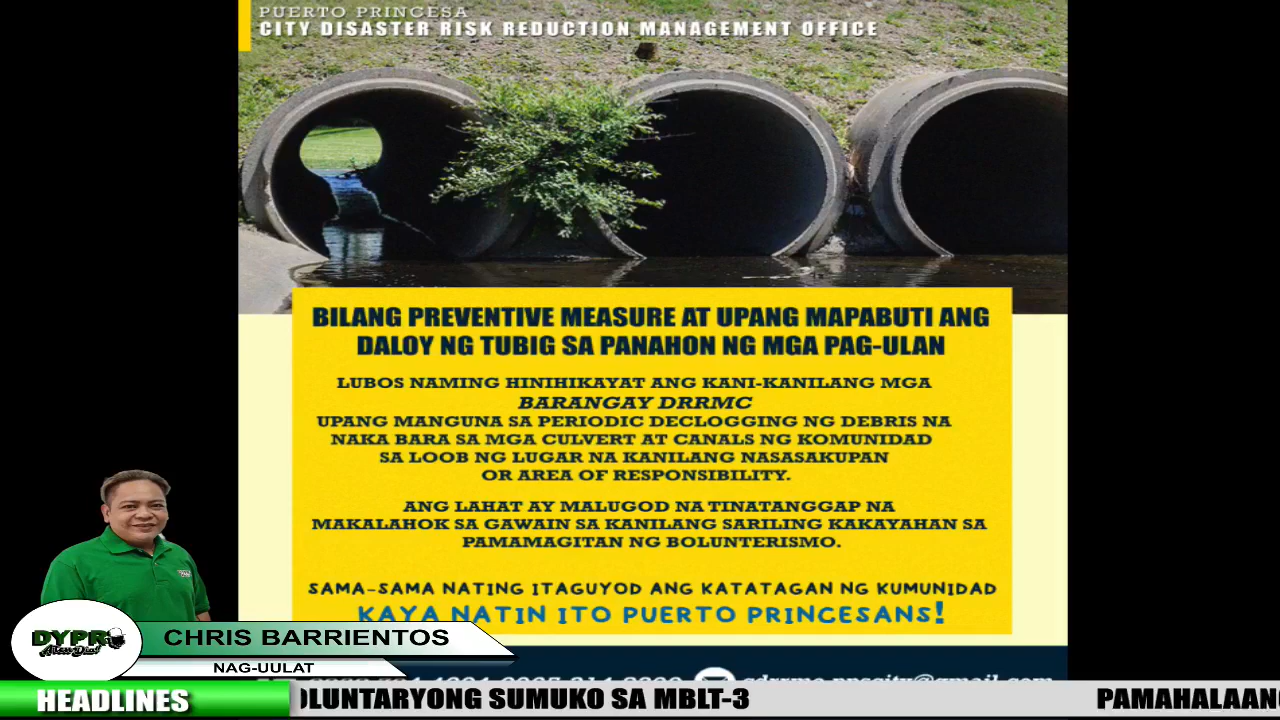 PUERTO PRINCESA
CITY DISASTER RISK REDUCTION MANAGEMENT OFFICE
BILANG PREVENTIVE MEASURE AT UPANG MAPABUTI ANG
DALOY NG TUBIG SA PANAHON NG MGA PAG-ULAN
LUBOS NAMING HINIHIKAYAT ANG KANI-KANILANG MGA
BARANGAY DRRMC
UPANG MANGUNA SA PERIODIC DECLOGGING NG DEBRIS NA
NAKA BARA SA MGA CULVERT AT CANALS NG KOMUNIDAD
SA LOOB NG LUGAR NA KANILANG NASASAKUPAN
OR AREA OF RESPONSIBILITY.
ANG LAHAT AY MALUGOD NA TINATANGGAP NA
MAKALAHOK SA GAWAIN SA KANILANG SARILING KAKAYAHAN SA
PAMAMAGITAN NG BOLUNTERISMO.
SAMA-SAMA NATING ITAGUYOD ANG KATATAGAN NG KUMUNIDAD
KAYA NATIN ITO PUERTO PRINCESANS!
DYPR
CHRIS BARRIENTOS
NAG-UULAT
HEADLINES
OLUNTARYONG SUMUKO SA MBLT-3
PAMAHALAAN